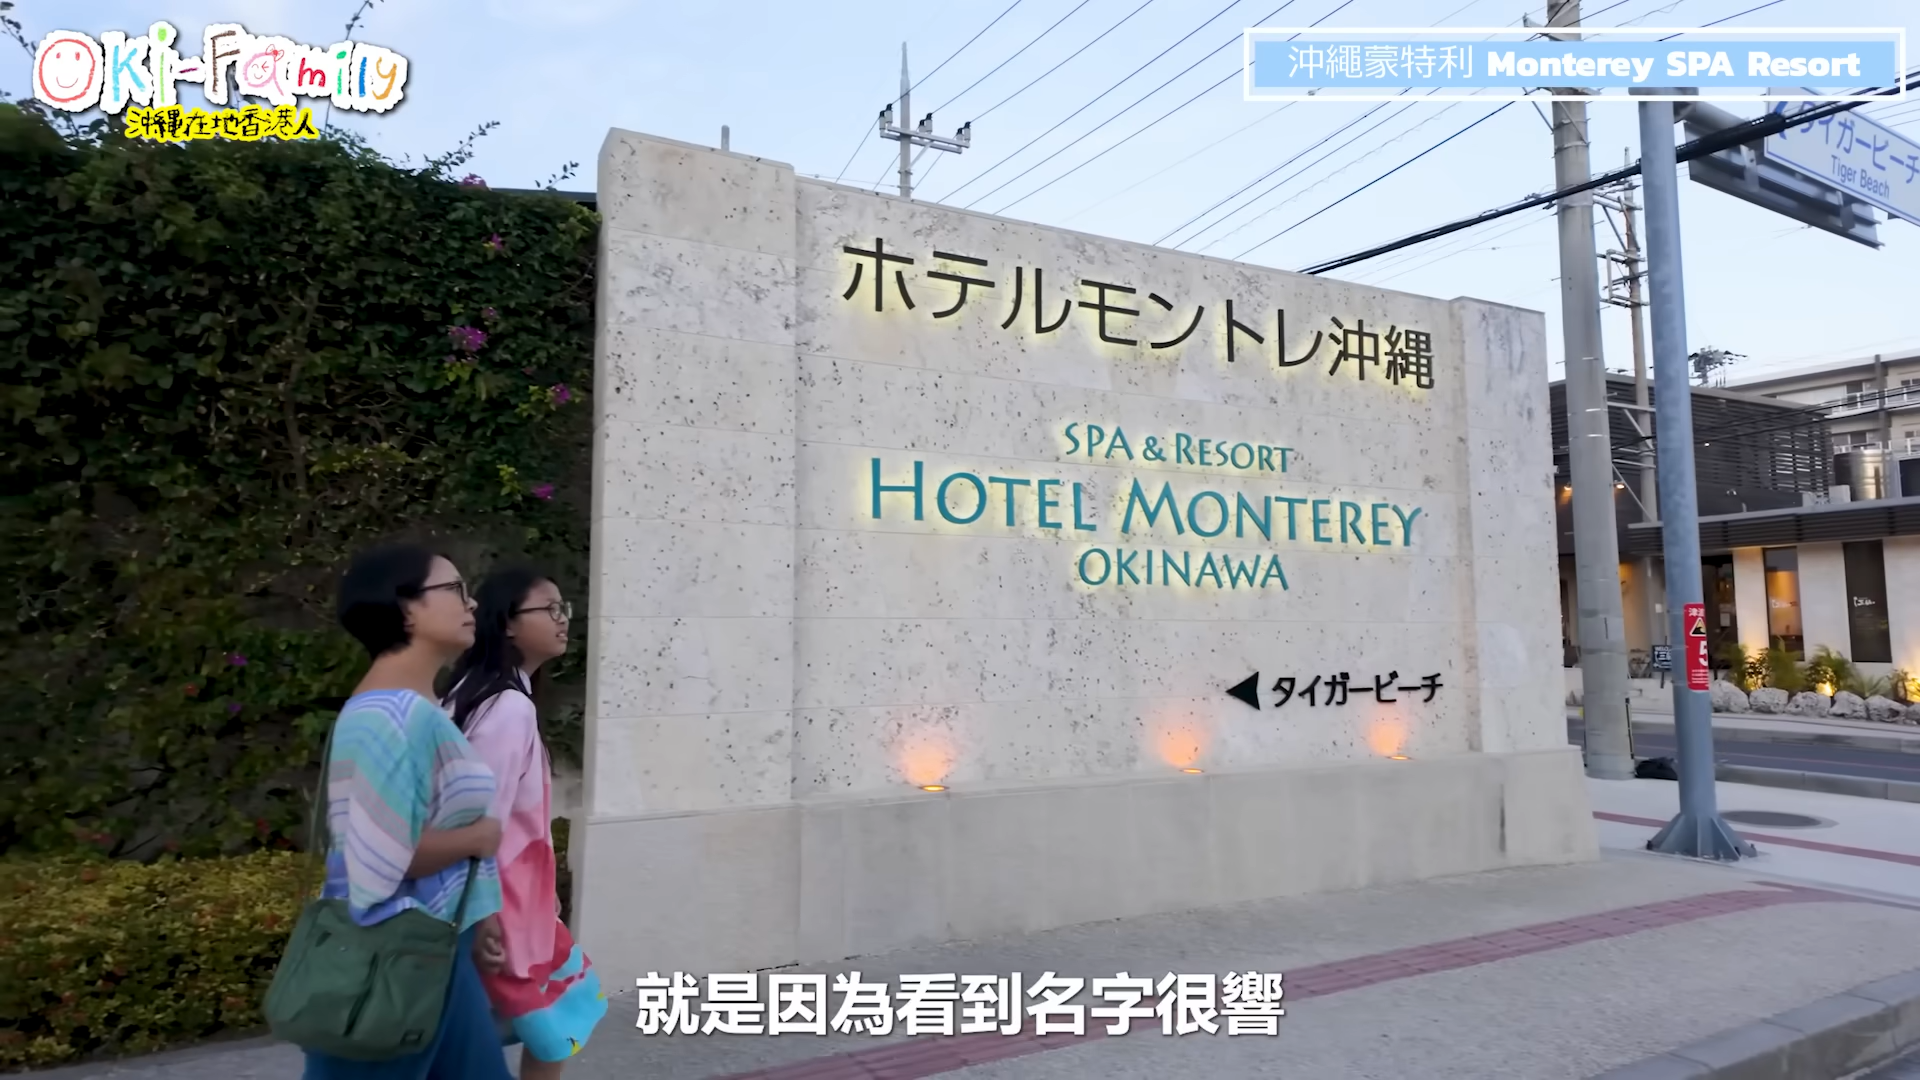 Oki-Family
沖繩在地香港人
沖繩蒙特利 Monterey SPA Resort
タイガービーチ
Tiger Beach
ホテルモントレ沖縄
SPA & RESORT
HOTEL MONTEREY
OKINAWA
タイガービーチ
就是因為看到名字很響